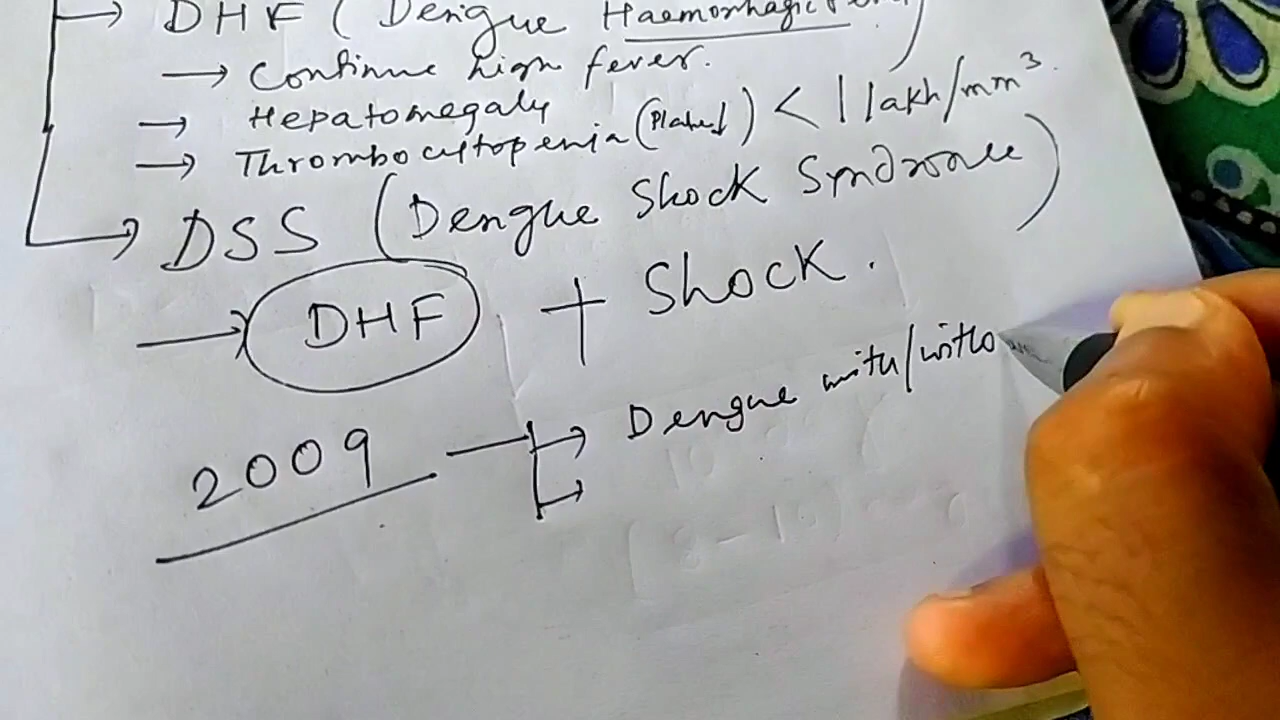 DHF (Dengue Haemorrhagic
→ Continue high fever.
→ Hepatomegaly
→ Thrombocytopenia (Platelet) < 1 lakh/mm³.
DSS (Dengue Shock Syndrome)
→ DHF + Shock.
2009 → Dengue with/witho